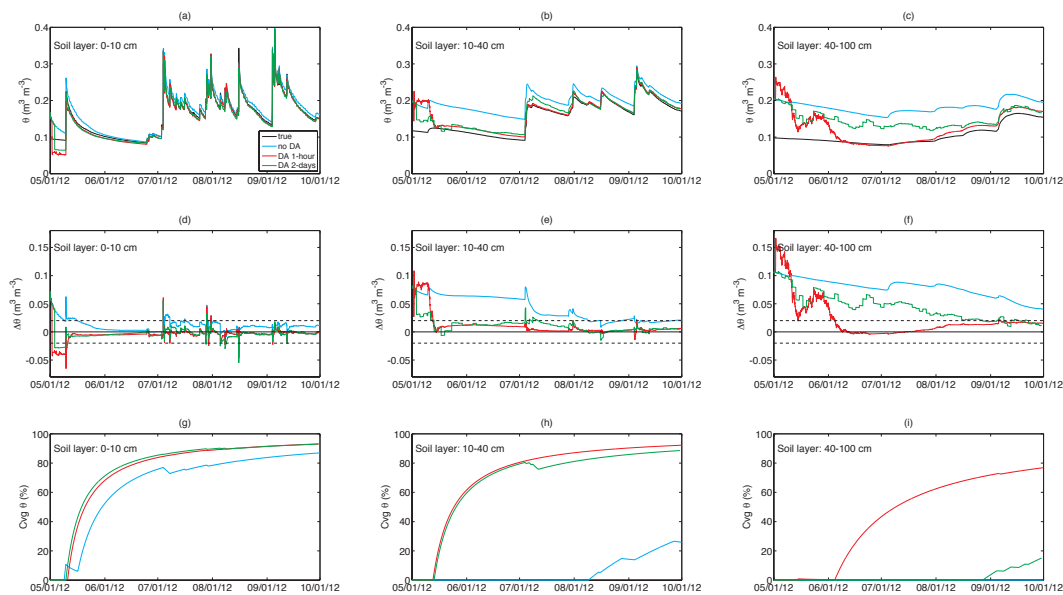 (a)
(b)
(c)
0.4
0.3
0.2
0.1
0
θ (m³ m⁻³)
Soil layer: 0-10 cm
true
no DA
DA 1-hour
DA 2-days
05/01/12 06/01/12 07/01/12 08/01/12 09/01/12 10/01/12
0.4
0.3
0.2
0.1
0
θ (m³ m⁻³)
Soil layer: 10-40 cm
05/01/12 06/01/12 07/01/12 08/01/12 09/01/12 10/01/12
0.4
0.3
0.2
0.1
0
θ (m³ m⁻³)
Soil layer: 40-100 cm
05/01/12 06/01/12 07/01/12 08/01/12 09/01/12 10/01/12
(d)
(e)
(f)
0.15
0.1
0.05
0
-0.05
Δθ (m³ m⁻³)
Soil layer: 0-10 cm
05/01/12 06/01/12 07/01/12 08/01/12 09/01/12 10/01/12
0.15
0.1
0.05
0
-0.05
Δθ (m³ m⁻³)
Soil layer: 10-40 cm
05/01/12 06/01/12 07/01/12 08/01/12 09/01/12 10/01/12
0.15
0.1
0.05
0
-0.05
Δθ (m³ m⁻³)
Soil layer: 40-100 cm
05/01/12 06/01/12 07/01/12 08/01/12 09/01/12 10/01/12
(g)
(h)
(i)
100
80
60
40
20
0
Cvg θ (%)
Soil layer: 0-10 cm
05/01/12 06/01/12 07/01/12 08/01/12 09/01/12 10/01/12
100
80
60
40
20
0
Cvg θ (%)
Soil layer: 10-40 cm
05/01/12 06/01/12 07/01/12 08/01/12 09/01/12 10/01/12
100
80
60
40
20
0
Cvg θ (%)
Soil layer: 40-100 cm
05/01/12 06/01/12 07/01/12 08/01/12 09/01/12 10/01/12